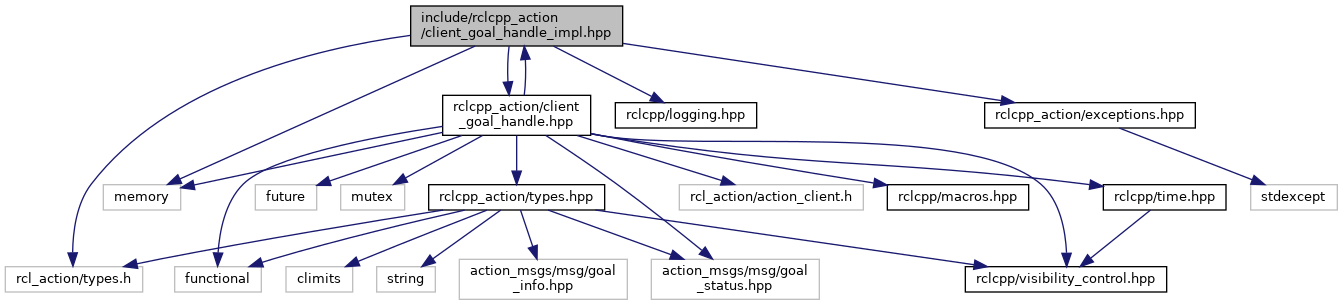 include/rclcpp_action
/client_goal_handle_impl.hpp
rclcpp_action/client
_goal_handle.hpp
rclcpp/logging.hpp
rclcpp_action/exceptions.hpp
memory
future
mutex
rclcpp_action/types.hpp
rcl_action/action_client.h
rclcpp/macros.hpp
rclcpp/time.hpp
stdexcept
rcl_action/types.h
functional
climits
string
action_msgs/msg/goal
_info.hpp
action_msgs/msg/goal
_status.hpp
rclcpp/visibility_control.hpp